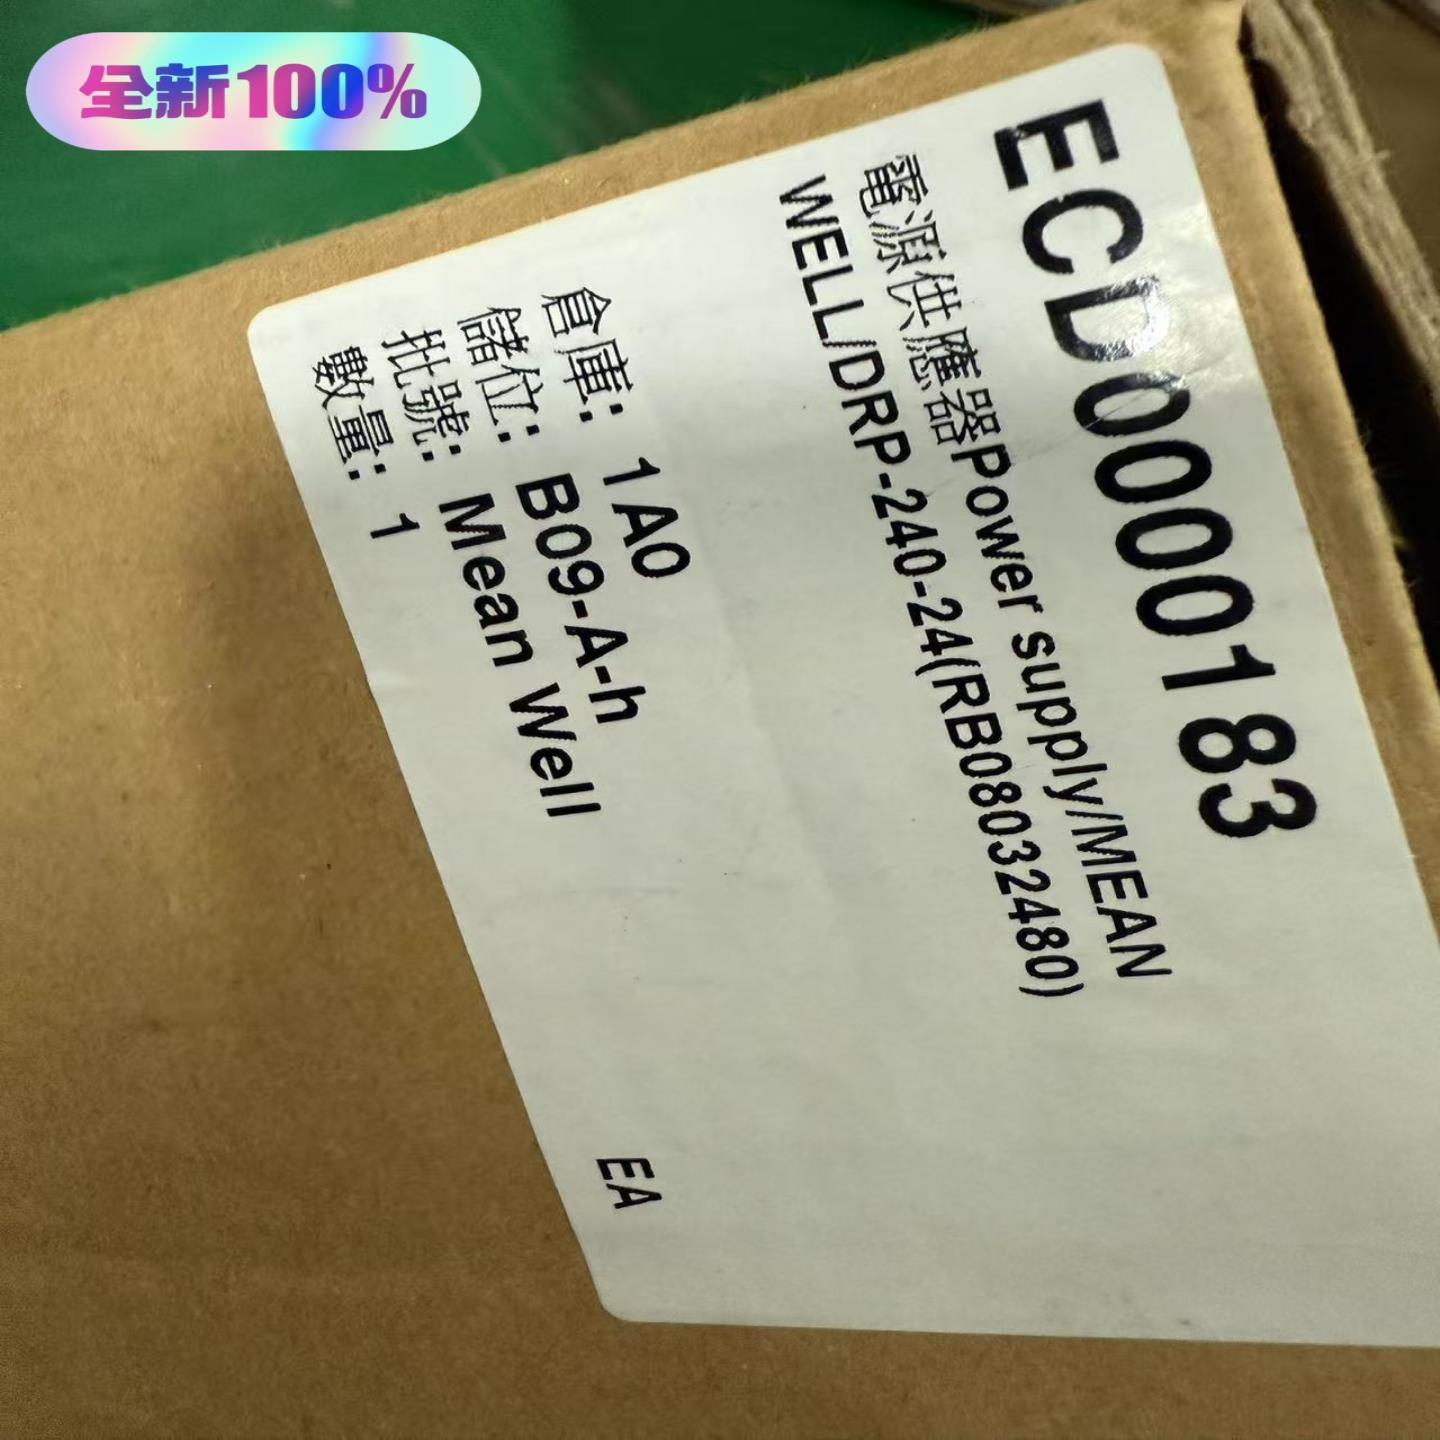 全新100%
ECD0000183
電源供應器Power supply/MEAN
WELL/DRP-240-24(RB08032480)
倉庫: 1A0
儲位: B09-A-h
批號: Mean Well
數量: 1
EA